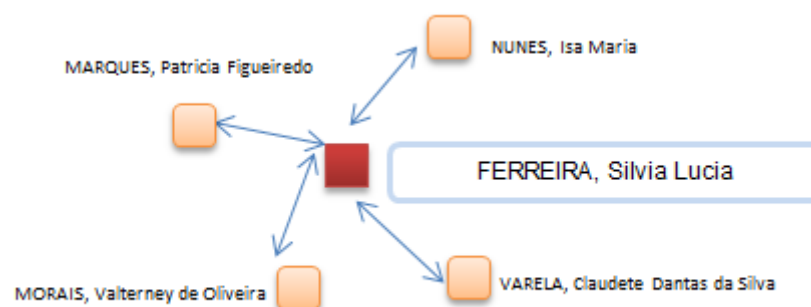 NUNES, Isa Maria
MARQUES, Patricia Figueiredo
FERREIRA, Silvia Lucia
VARELA, Claudete Dantas da Silva
MORAIS, Valterney de Oliveira